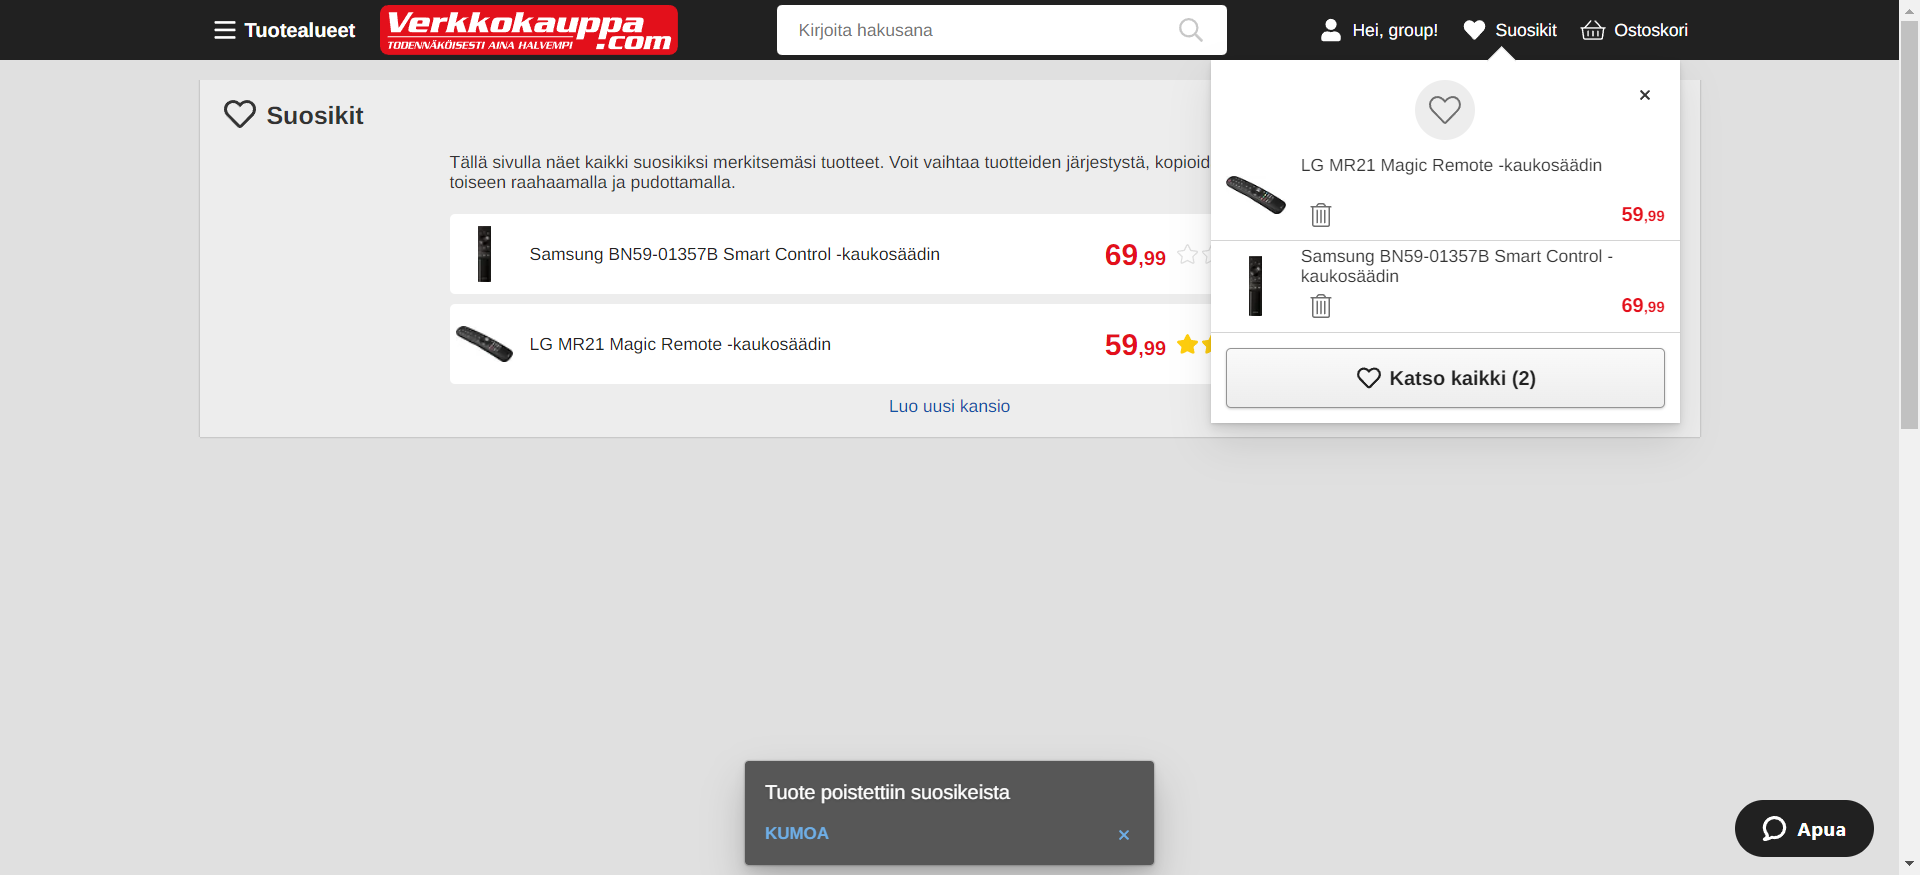 Tuotealueet
Verkkokauppa.com
TODENNÄKÖISESTI AINA HALVEMPI
Kirjoita hakusana
Hei, group!
Suosikit
Ostoskori
Suosikit
Tällä sivulla näet kaikki suosikiksi merkitsemäsi tuotteet. Voit vaihtaa tuotteiden järjestystä, kopioid
toiseen raahaamalla ja pudottamalla.
Samsung BN59-01357B Smart Control -kaukosäädin
69,99
LG MR21 Magic Remote -kaukosäädin
59,99
Luo uusi kansio
LG MR21 Magic Remote -kaukosäädin
59,99
Samsung BN59-01357B Smart Control -
kaukosäädin
69,99
Katso kaikki (2)
Tuote poistettiin suosikeista
KUMOA
Apua